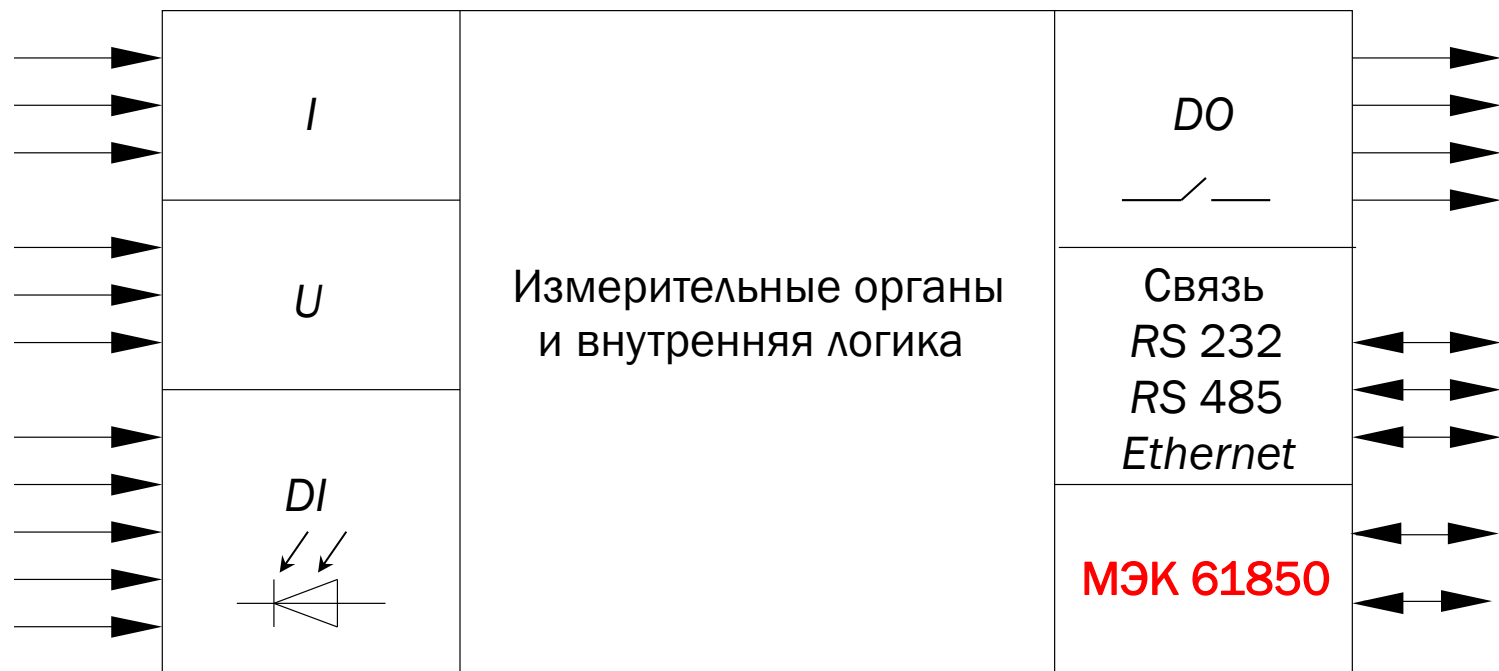 I
U
DI
Измерительные органы
и внутренняя логика
DO
Связь
RS 232
RS 485
Ethernet
МЭК 61850